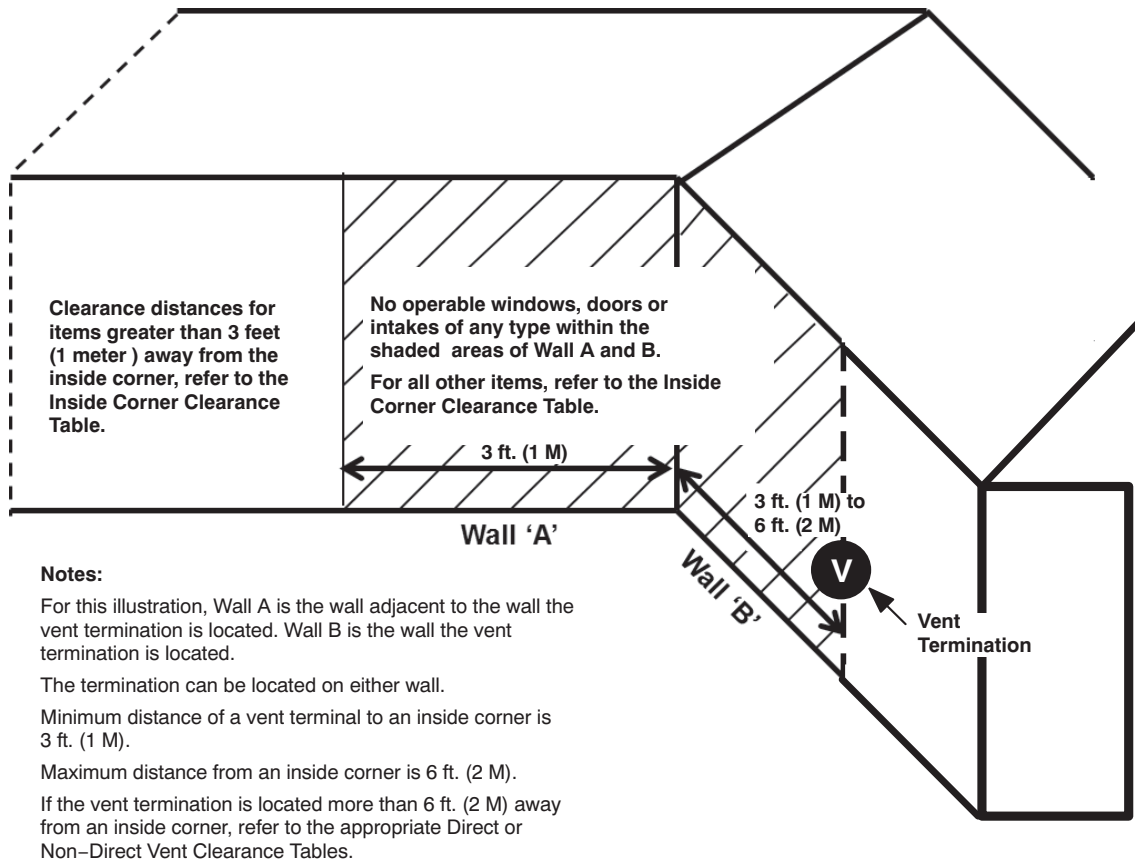 Clearance distances for
items greater than 3 feet
(1 meter ) away from the
inside corner, refer to the
Inside Corner Clearance
Table.
No operable windows, doors or
intakes of any type within the
shaded areas of Wall A and B.
For all other items, refer to the Inside
Corner Clearance Table.
3 ft. (1 M)
3 ft. (1 M) to
6 ft. (2 M)
Wall ‘A’
Wall ‘B’
V
Vent
Termination
Notes:
For this illustration, Wall A is the wall adjacent to the wall the
vent termination is located. Wall B is the wall the vent
termination is located.
The termination can be located on either wall.
Minimum distance of a vent terminal to an inside corner is
3 ft. (1 M).
Maximum distance from an inside corner is 6 ft. (2 M).
If the vent termination is located more than 6 ft. (2 M) away
from an inside corner, refer to the appropriate Direct or
Non−Direct Vent Clearance Tables.